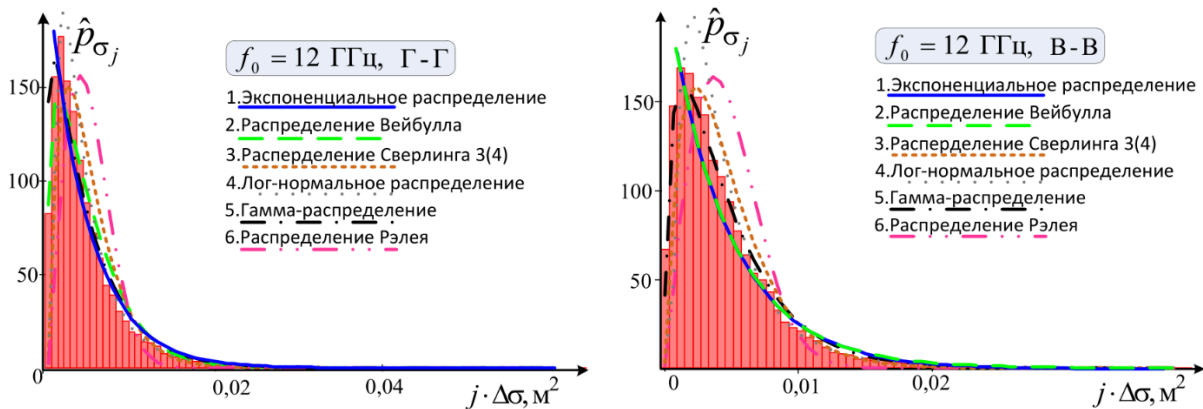 p̂σj
f0 = 12 ГГц, Г-Г
1.Экспоненциальное распределение
2.Распределение Вейбулла
3.Расперделение Сверлинга 3(4)
4.Лог-нормальное распределение
5.Гамма-распределение
6.Распределение Рэлея
150
100
50
0
0,02
0,04
j·Δσ, м²
p̂σj
f0 = 12 ГГц, В-В
1.Экспоненциальное распределение
2.Распределение Вейбулла
3.Расперделение Сверлинга 3(4)
4.Лог-нормальное распределение
5.Гамма-распределение
6.Распределение Рэлея
150
100
50
0
0
0,01
0,02
j·Δσ, м²